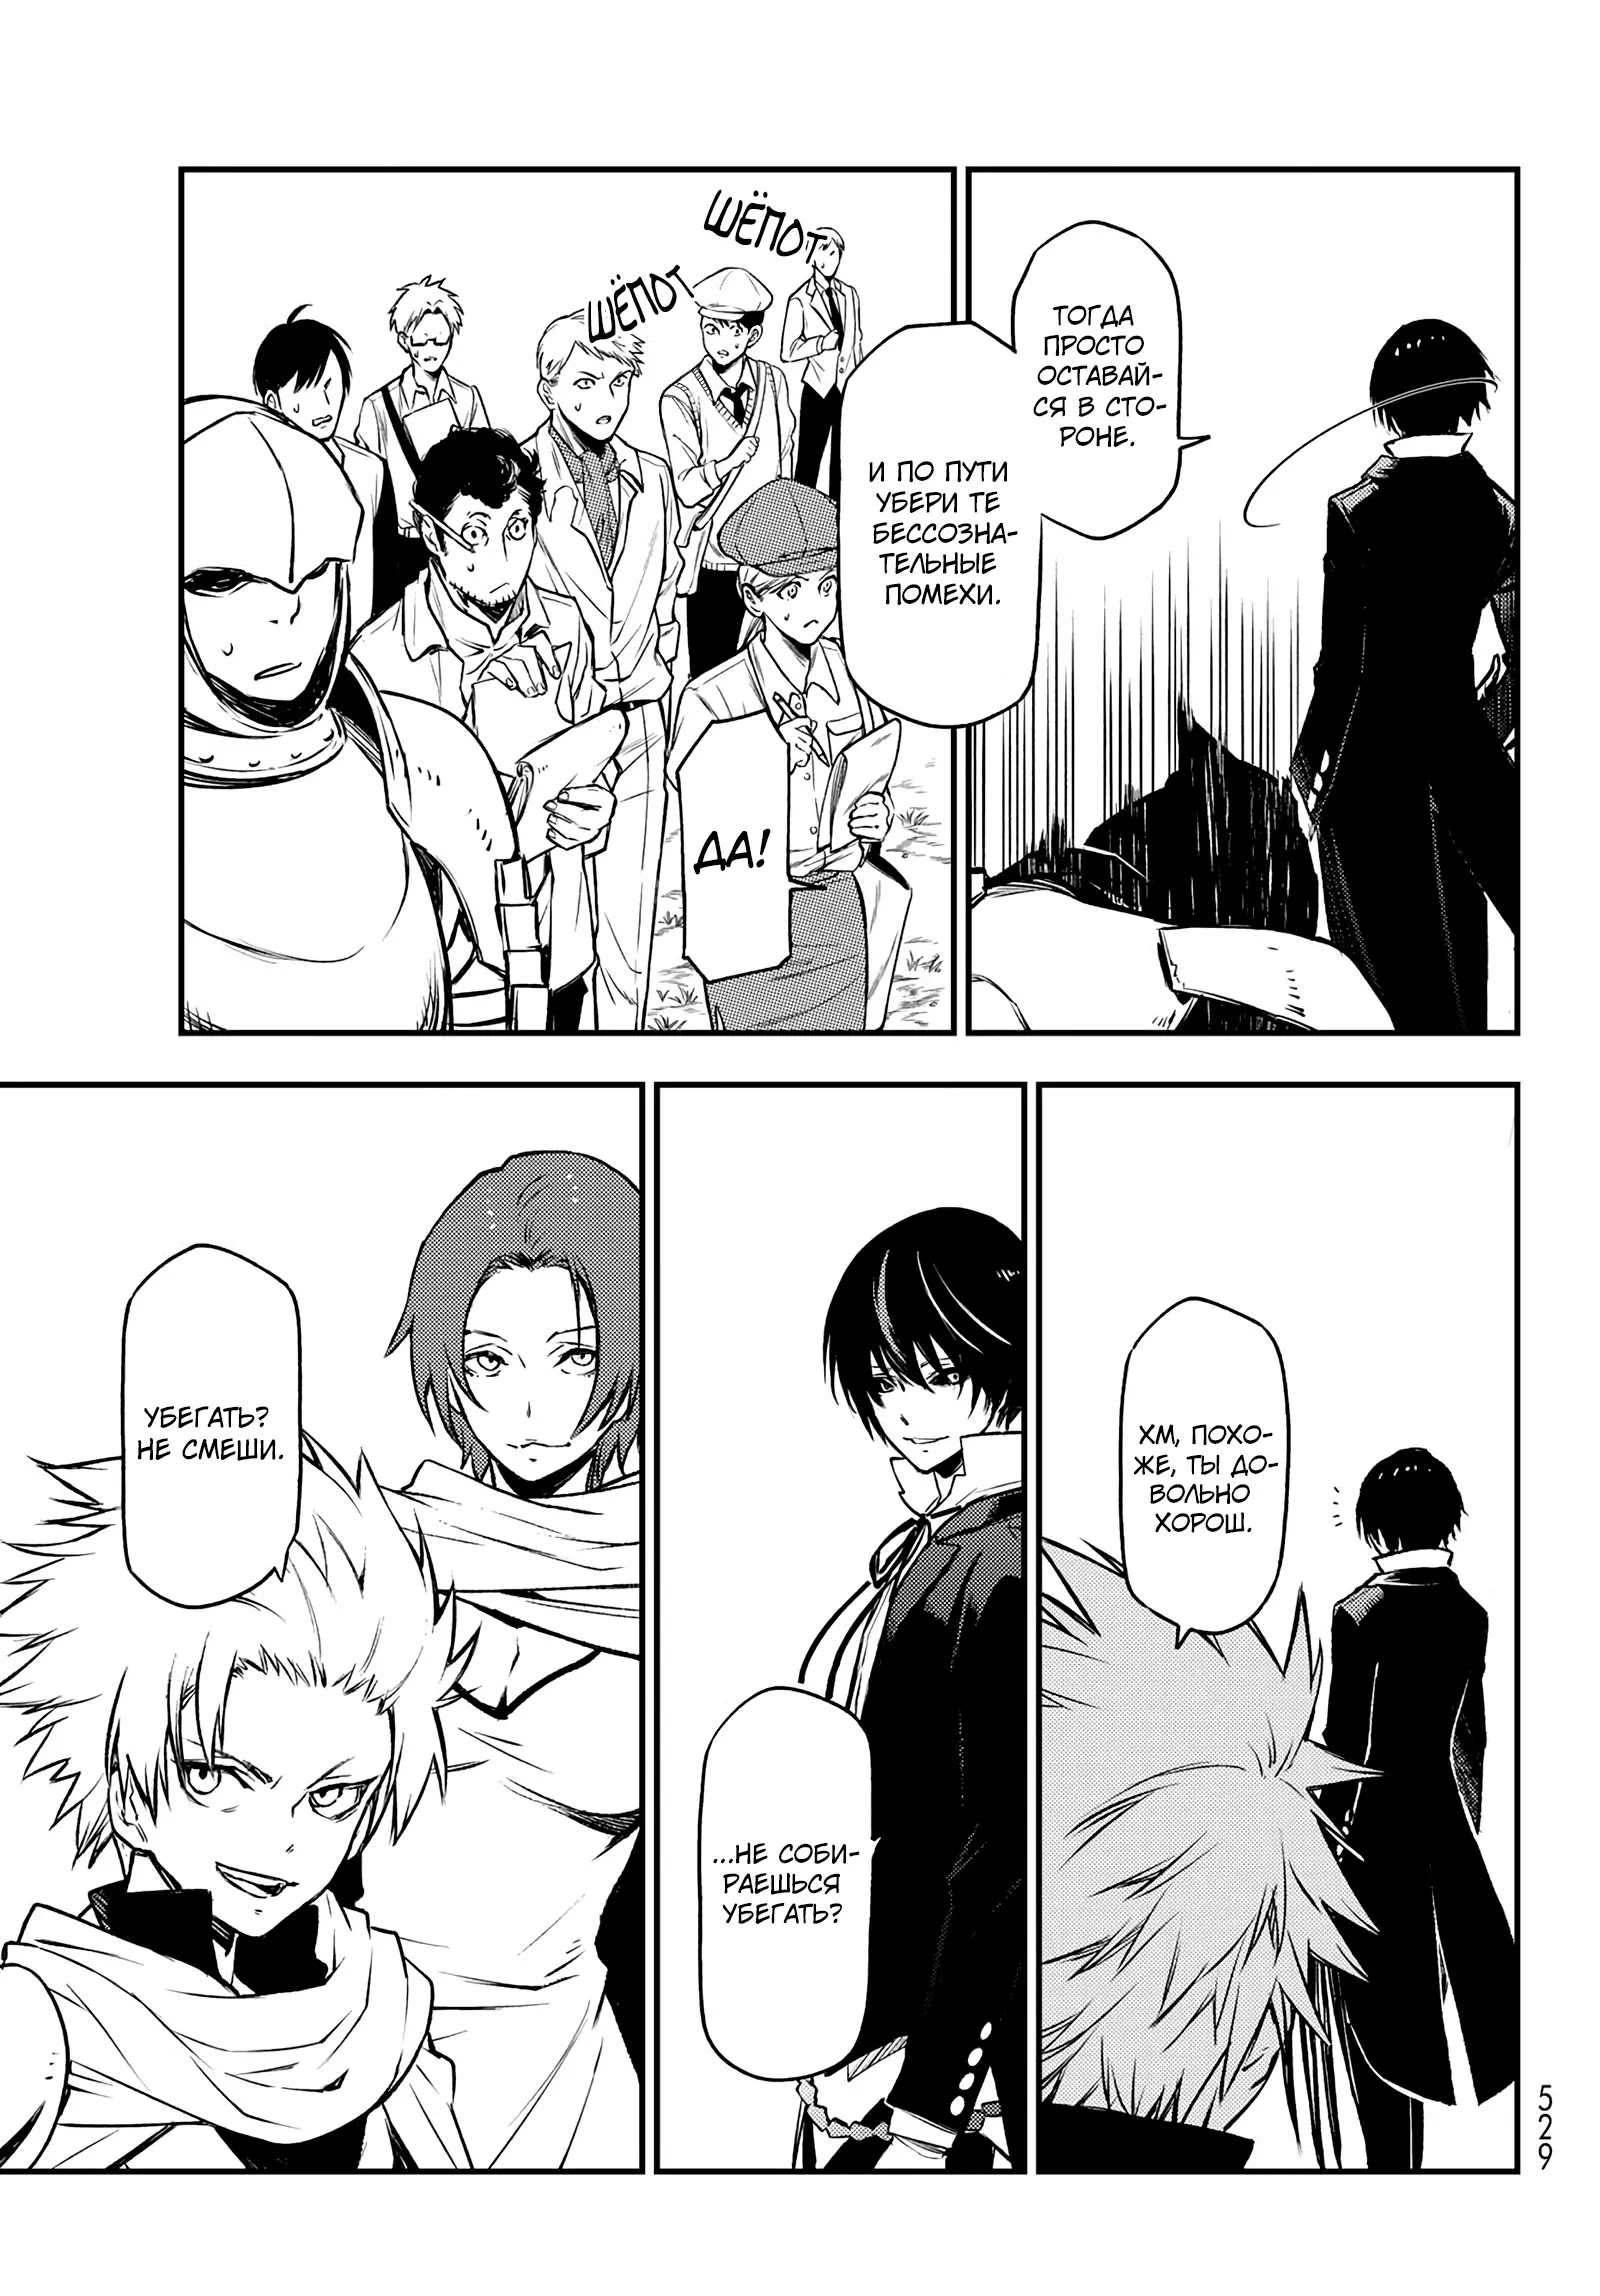 ТОГДА
ПРОСТО
ОСТАВАЙ-
СЯ В СТО-
РОНЕ.
И ПО ПУТИ
УБЕРИ ТЕ
БЕССОЗНА-
ТЕЛЬНЫЕ
ПОМЕХИ.
ШЁПОТ
ШЁПОТ
ДА!
ХМ, ПОХО-
ЖЕ, ТЫ ДО-
ВОЛЬНО
ХОРОШ.
...НЕ СОБИ-
РАЕШЬСЯ
УБЕГАТЬ?
УБЕГАТЬ?
НЕ СМЕШИ.
529